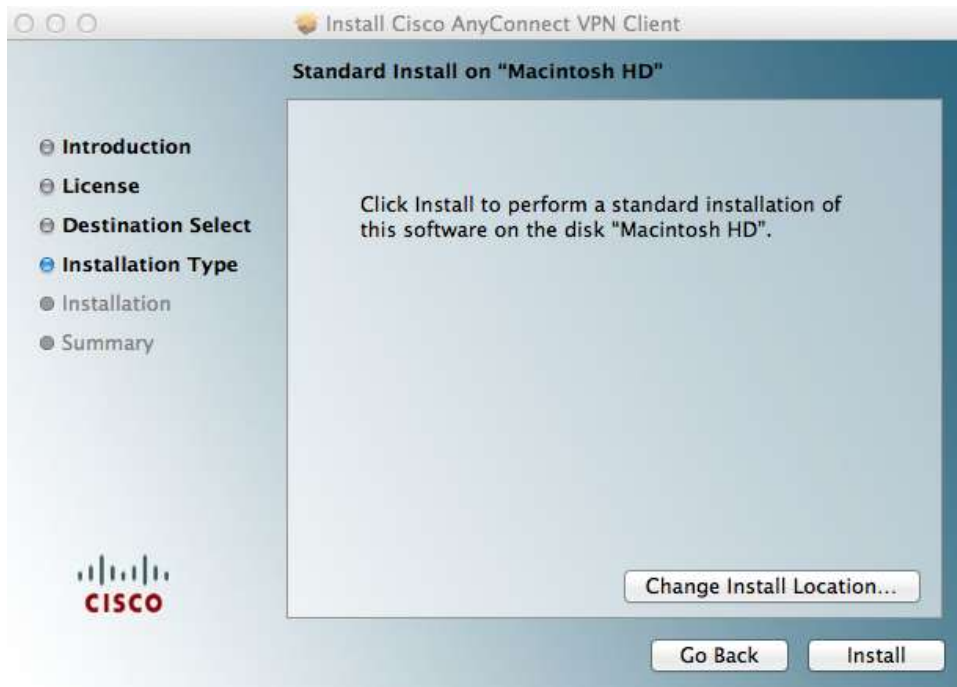 Install Cisco AnyConnect VPN Client
Standard Install on “Macintosh HD”
Introduction
License
Destination Select
Installation Type
Installation
Summary
Click Install to perform a standard installation of
this software on the disk “Macintosh HD”.
CISCO
Change Install Location...
Go Back
Install